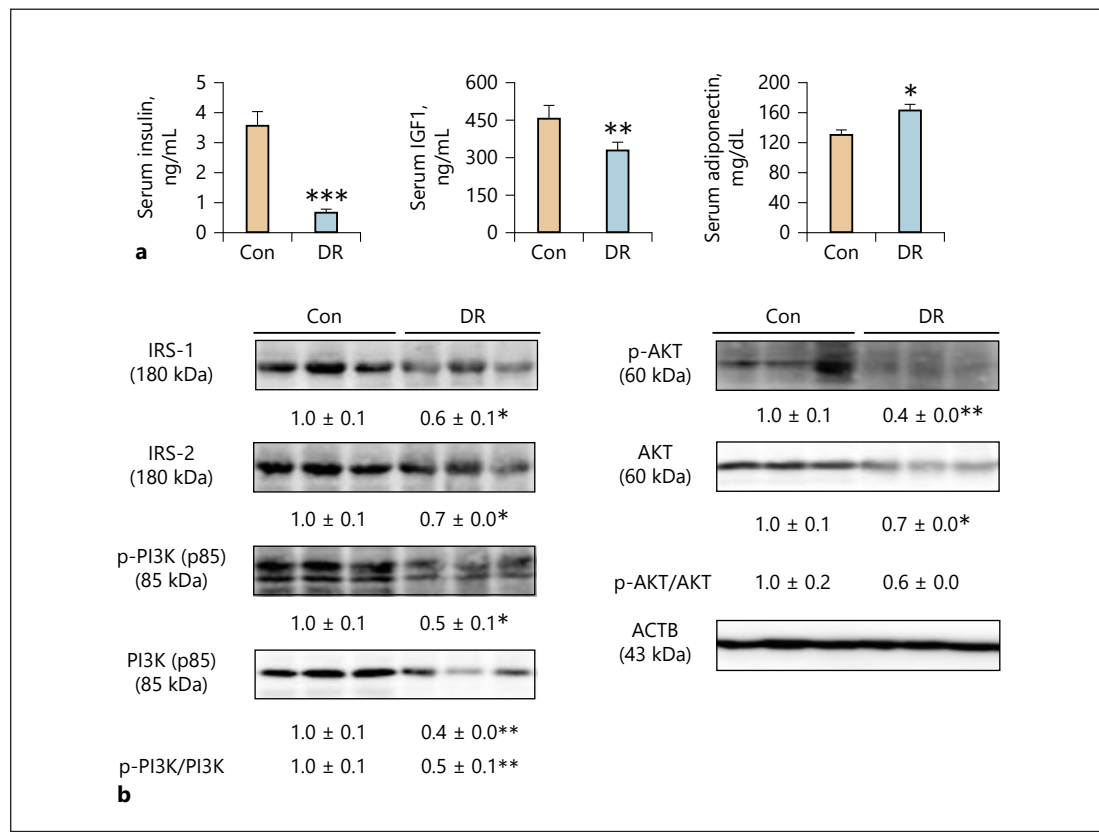 Serum insulin,
ng/mL
5
4
3
2
1
0
***
Con DR
Serum IGF1,
ng/mL
600
450
300
150
0
**
Con DR
Serum adiponectin,
mg/dL
200
160
120
80
40
0
*
Con DR
a
Con DR
IRS-1
(180 kDa)
1.0 ± 0.1 0.6 ± 0.1*
IRS-2
(180 kDa)
1.0 ± 0.1 0.7 ± 0.0*
p-PI3K (p85)
(85 kDa)
1.0 ± 0.1 0.5 ± 0.1*
PI3K (p85)
(85 kDa)
1.0 ± 0.1 0.4 ± 0.0**
p-PI3K/PI3K 1.0 ± 0.1 0.5 ± 0.1**
Con DR
p-AKT
(60 kDa)
1.0 ± 0.1 0.4 ± 0.0**
AKT
(60 kDa)
1.0 ± 0.1 0.7 ± 0.0*
p-AKT/AKT 1.0 ± 0.2 0.6 ± 0.0
ACTB
(43 kDa)
b